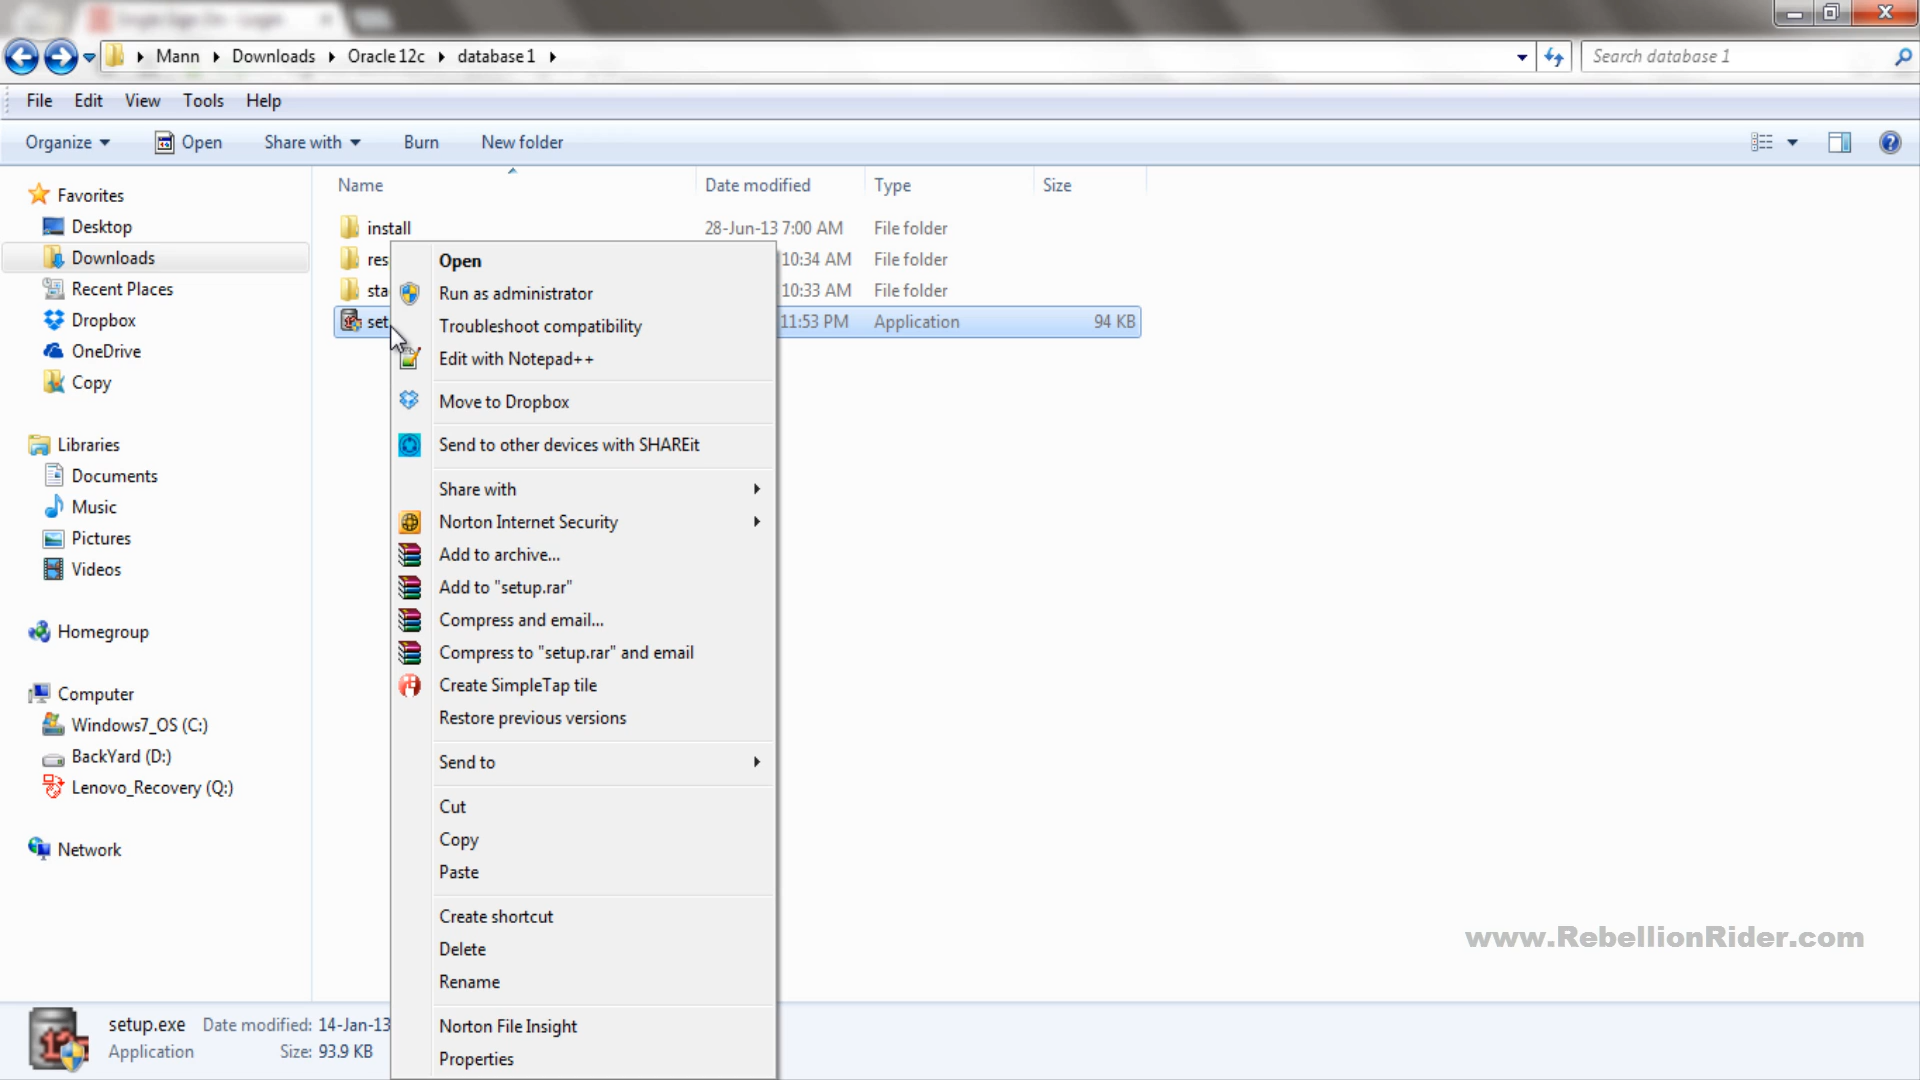 Mann Downloads Oracle 12c database 1
Search database 1
File Edit View Tools Help
Organize Open Share with Burn New folder
Name Date modified Type Size
Favorites
Desktop
Downloads
Recent Places
Dropbox
OneDrive
Copy
Libraries
Documents
Music
Pictures
Videos
Homegroup
Computer
Windows7_OS (C:)
BackYard (D:)
Lenovo_Recovery (Q:)
Network
install 28-Jun-13 7:00 AM File folder
res 10:34 AM File folder
sta 10:33 AM File folder
set 11:53 PM Application 94 KB
Open
Run as administrator
Troubleshoot compatibility
Edit with Notepad++
Move to Dropbox
Send to other devices with SHAREit
Share with
Norton Internet Security
Add to archive...
Add to "setup.rar"
Compress and email...
Compress to "setup.rar" and email
Create SimpleTap tile
Restore previous versions
Send to
Cut
Copy
Paste
Create shortcut
Delete
Rename
Norton File Insight
Properties
www.RebellionRider.com
setup.exe Date modified: 14-Jan-13
Application Size: 93.9 KB